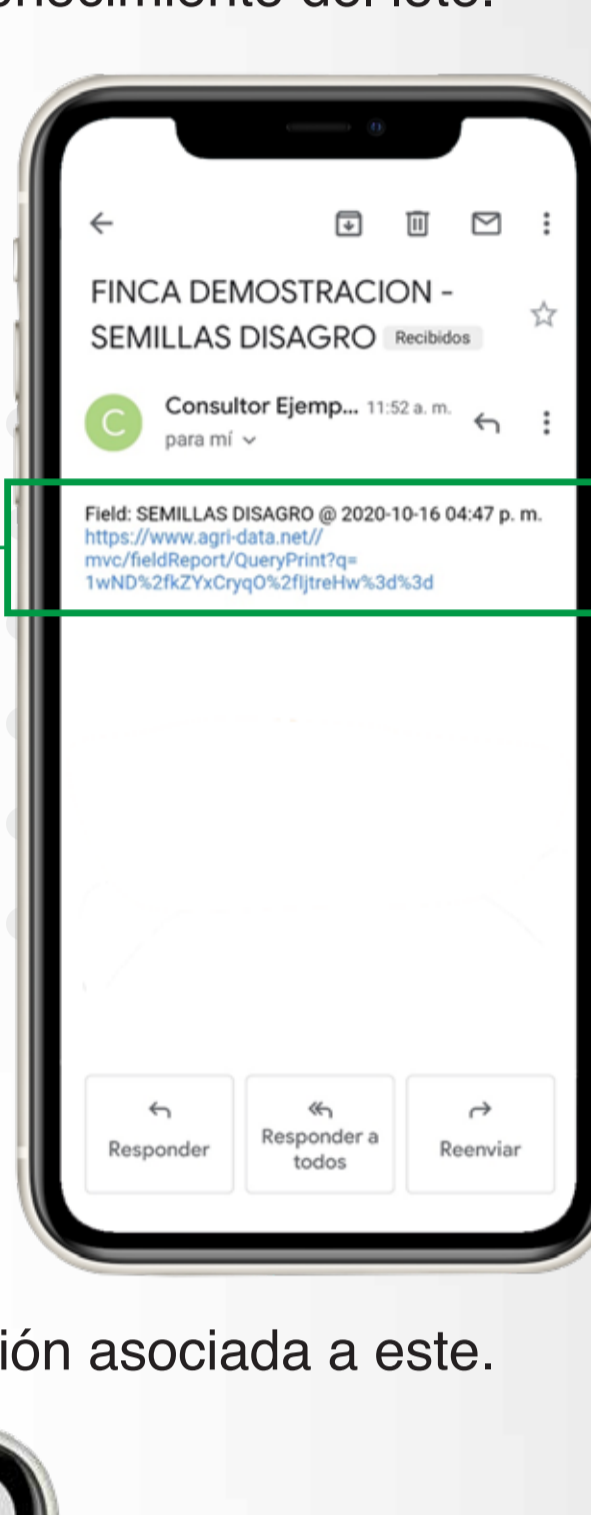 del lote.
FINCA DEMOSTRACION -
SEMILLAS DISAGRO Recibidos
C
Consultor Ejemp... 11:52 a. m.
para mí
Field: SEMILLAS DISAGRO @ 2020-10-16 04:47 p. m.
https://www.agri-data.net//
mvc/fieldReport/QueryPrint?q=
1wND%2fkZYxCryqO%2fIjtreHw%3d%3d
Responder
Responder a
todos
Reenviar
ión asociada a este.